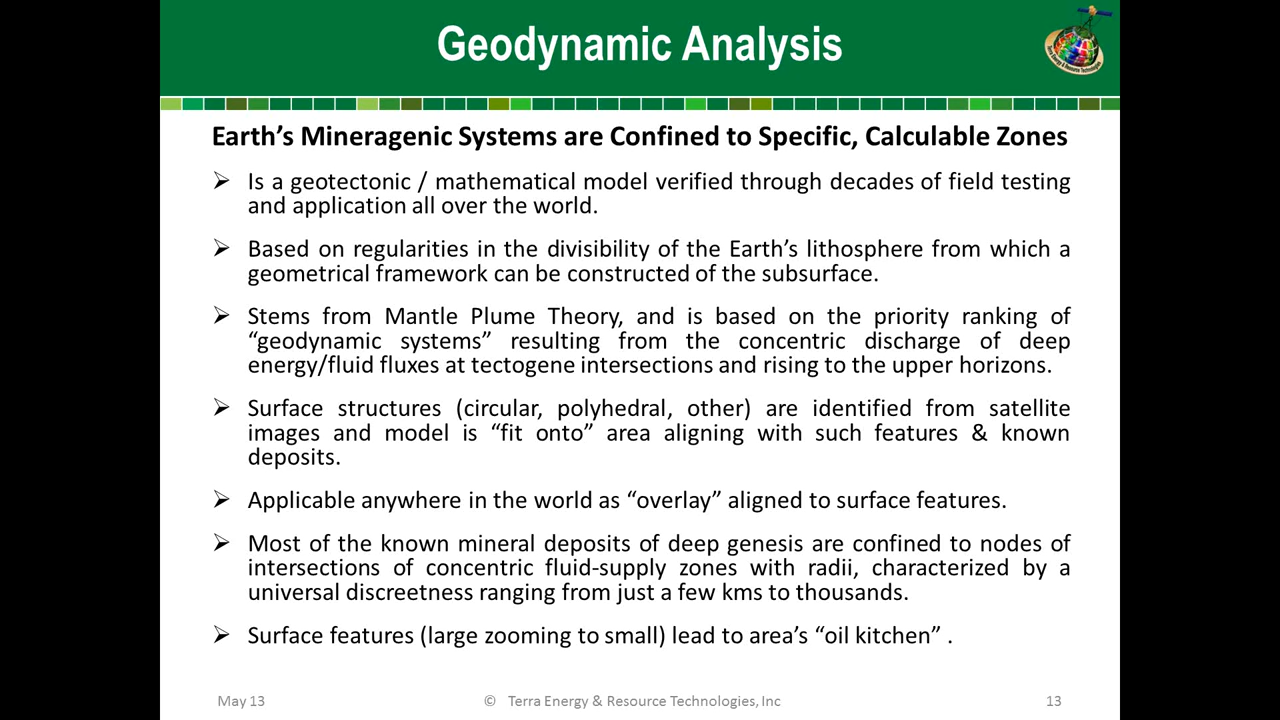 Geodynamic Analysis
Earth's Mineragenic Systems are Confined to Specific, Calculable Zones
➢ Is a geotectonic / mathematical model verified through decades of field testing
and application all over the world.
➢ Based on regularities in the divisibility of the Earth's lithosphere from which a
geometrical framework can be constructed of the subsurface.
➢ Stems from Mantle Plume Theory, and is based on the priority ranking of
“geodynamic systems” resulting from the concentric discharge of deep
energy/fluid fluxes at tectogene intersections and rising to the upper horizons.
➢ Surface structures (circular, polyhedral, other) are identified from satellite
images and model is “fit onto” area aligning with such features & known
deposits.
➢ Applicable anywhere in the world as “overlay” aligned to surface features.
➢ Most of the known mineral deposits of deep genesis are confined to nodes of
intersections of concentric fluid-supply zones with radii, characterized by a
universal discreetness ranging from just a few kms to thousands.
➢ Surface features (large zooming to small) lead to area’s “oil kitchen” .
May 13 © Terra Energy & Resource Technologies, Inc 13